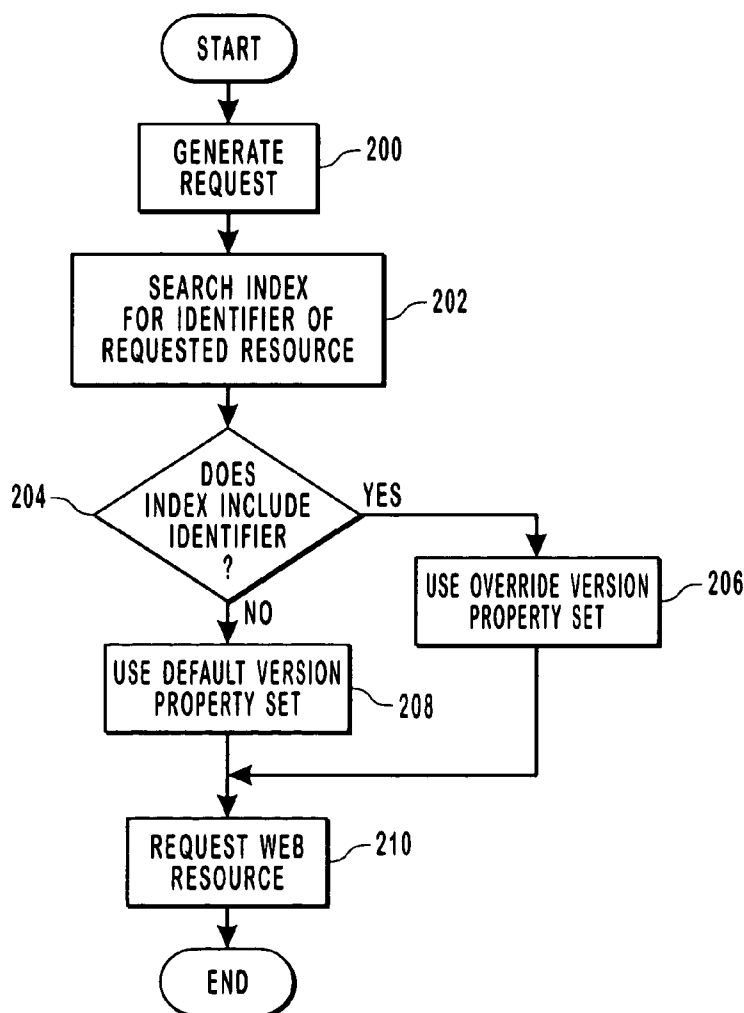 START
GENERATE
REQUEST
200
SEARCH INDEX
FOR IDENTIFIER OF
REQUESTED RESOURCE
202
DOES
INDEX INCLUDE
IDENTIFIER
?
204
YES
USE OVERRIDE VERSION
PROPERTY SET
206
NO
USE DEFAULT VERSION
PROPERTY SET
208
REQUEST WEB
RESOURCE
210
END